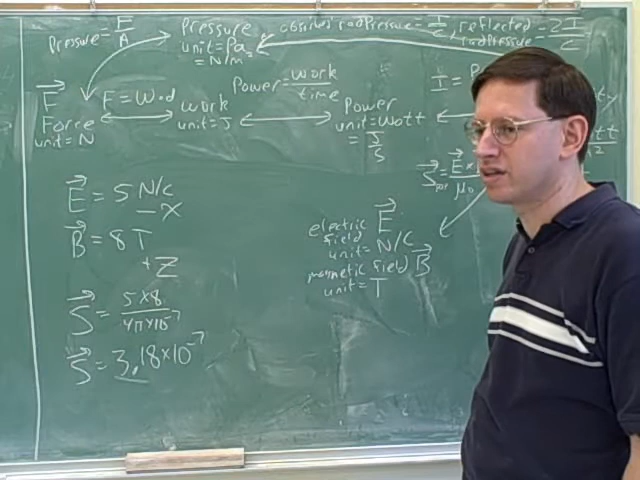 Pressure = F/A
Pressure
unit = Pa
= N/m²
absorbed radPressure = I/c, reflected radPressure = 2I/c
F
Force
unit = N
F = W·d
work
unit = J
Power = work/time
Power
unit = Watt
= J/s
I =
S = E ×
μ₀
E = 5 N/C
-X
B = 8 T
+Z
S = 5×8/4π×10⁻⁷
S = 3.18×10⁻⁷
electric field E
unit = N/C
magnetic field B
unit = T